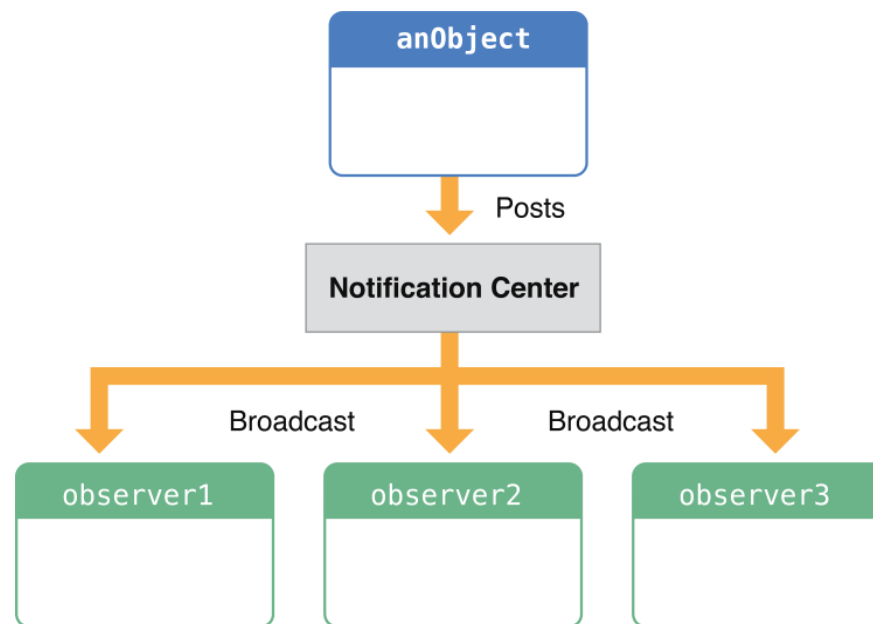 anObject
Posts
Notification Center
Broadcast Broadcast
observer1 observer2 observer3